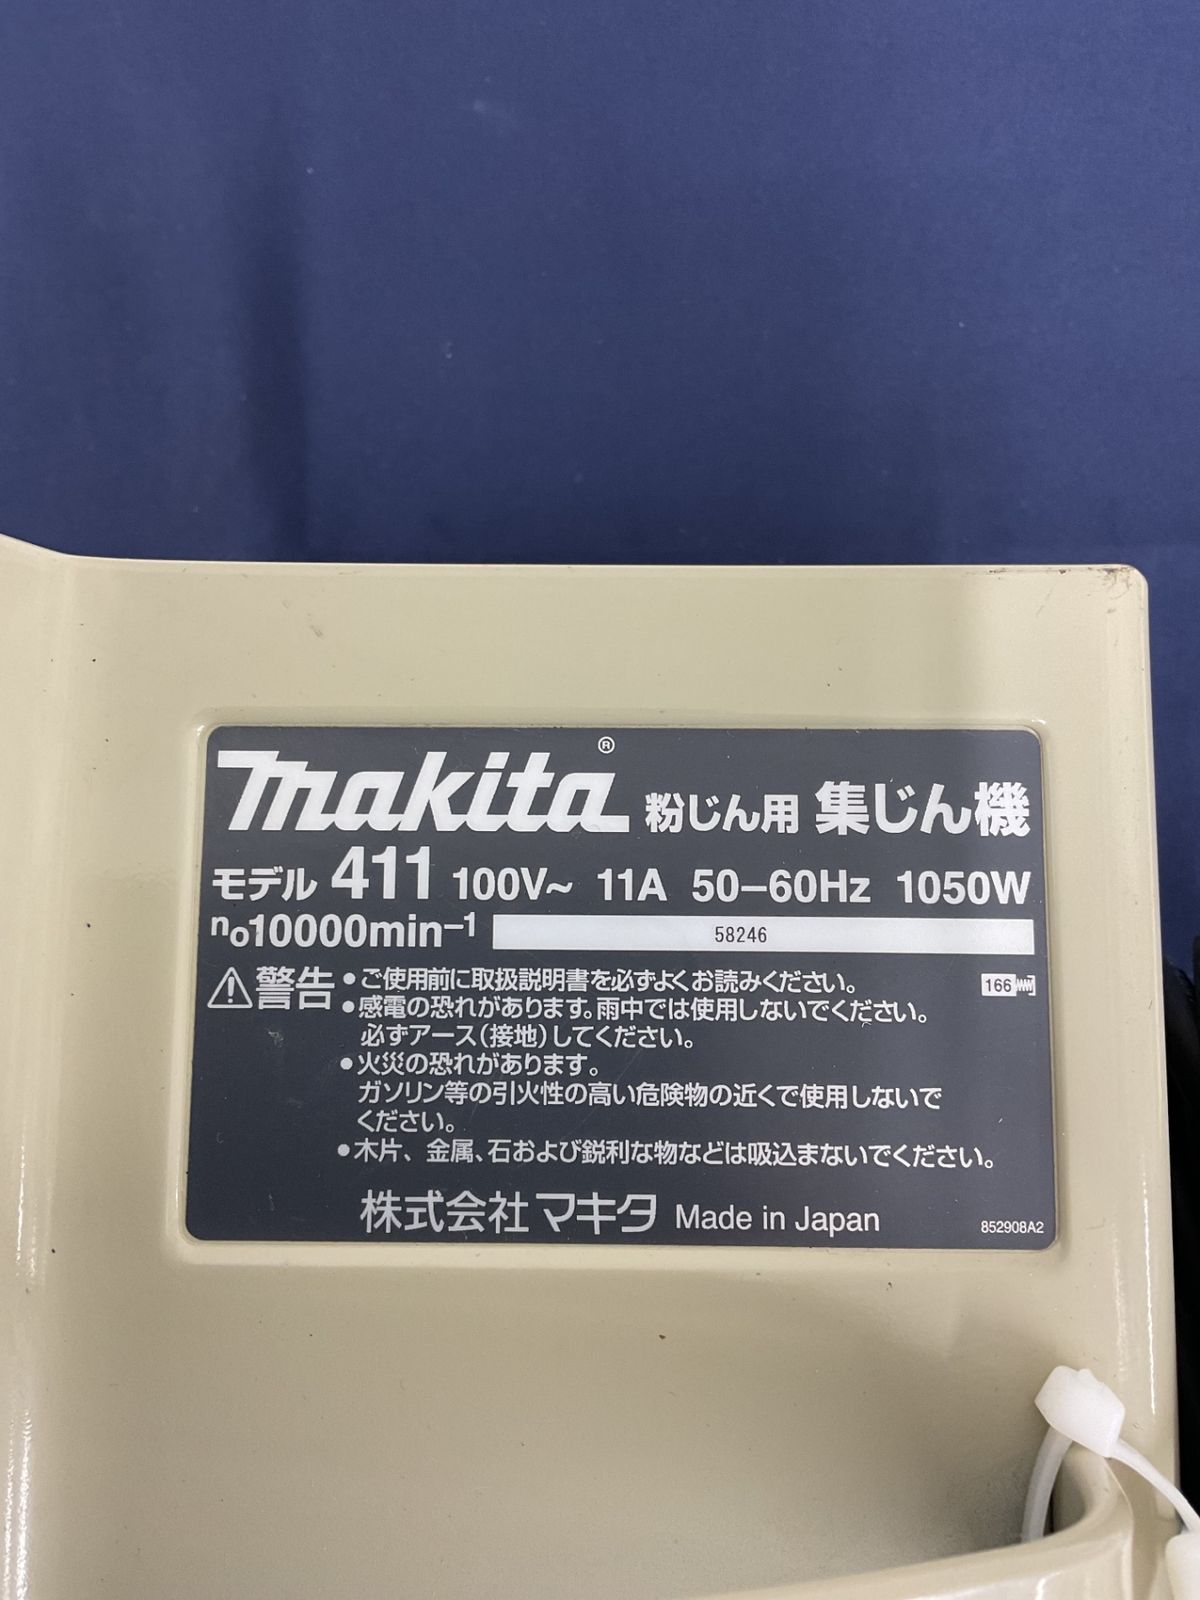 makita® 粉じん用 集じん機
モデル 411 100V~ 11A 50-60Hz 1050W
no10000min-1 58246
警告 •ご使用前に取扱説明書を必ずよくお読みください。 166
•感電の恐れがあります。雨中では使用しないでください。
必ずアース(接地)してください。
•火災の恐れがあります。
ガソリン等の引火性の高い危険物の近くで使用しないで
ください。
•木片、金属、石および鋭利な物などは吸込まないでください。
株式会社マキタ Made in Japan 852908A2